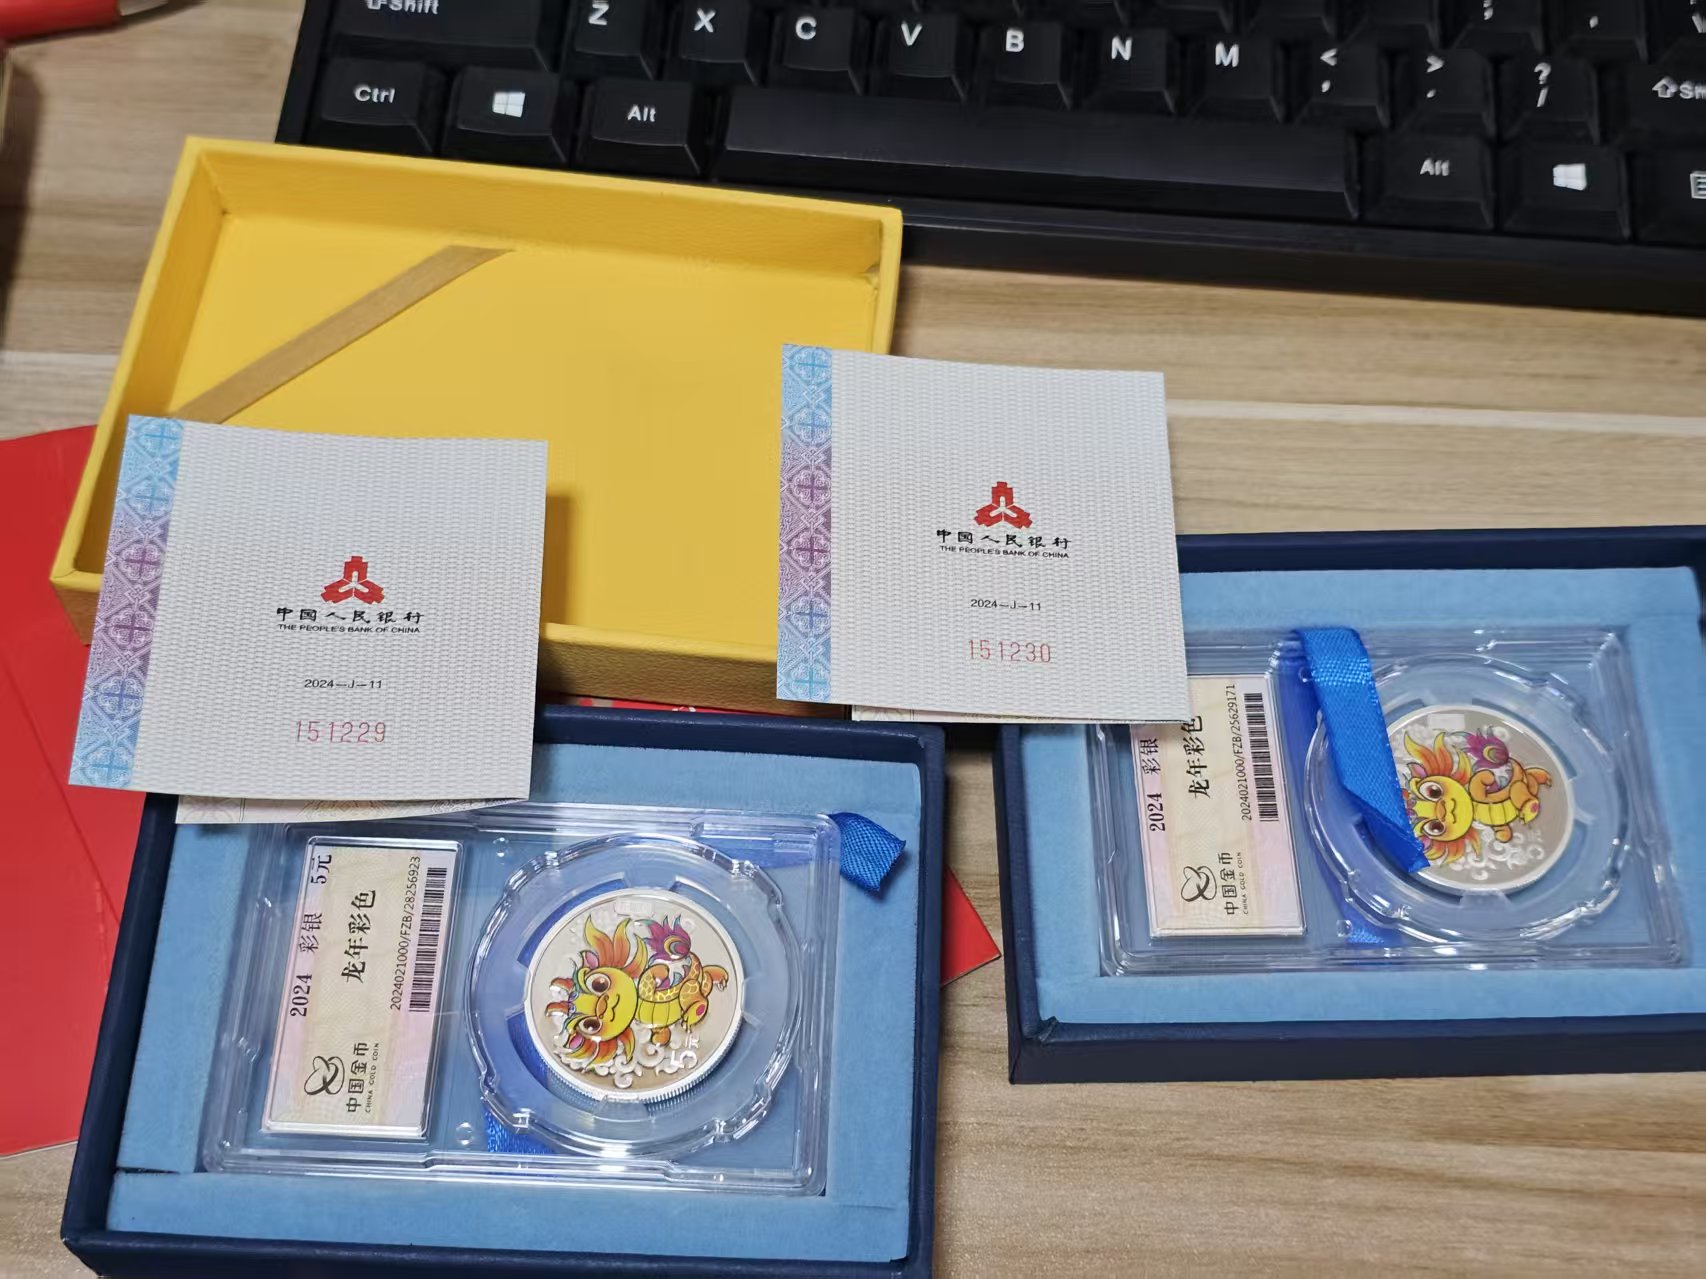 Shift
Z
X
C
V
B
N
M
<
,
>
.
?
/
Ctrl
Alt
Alt
中国人民银行
THE PEOPLE'S BANK OF CHINA
2024-J-11
151229
中国人民银行
THE PEOPLE'S BANK OF CHINA
2024-J-11
151230
2024 彩银 5元
龙年彩色
2024021000/FZB/28256923
中国金币
CHINA GOLD COIN
5元
2024 彩银
龙年彩色
2024021000/FZB/25629171
中国金币
CHINA GOLD COIN